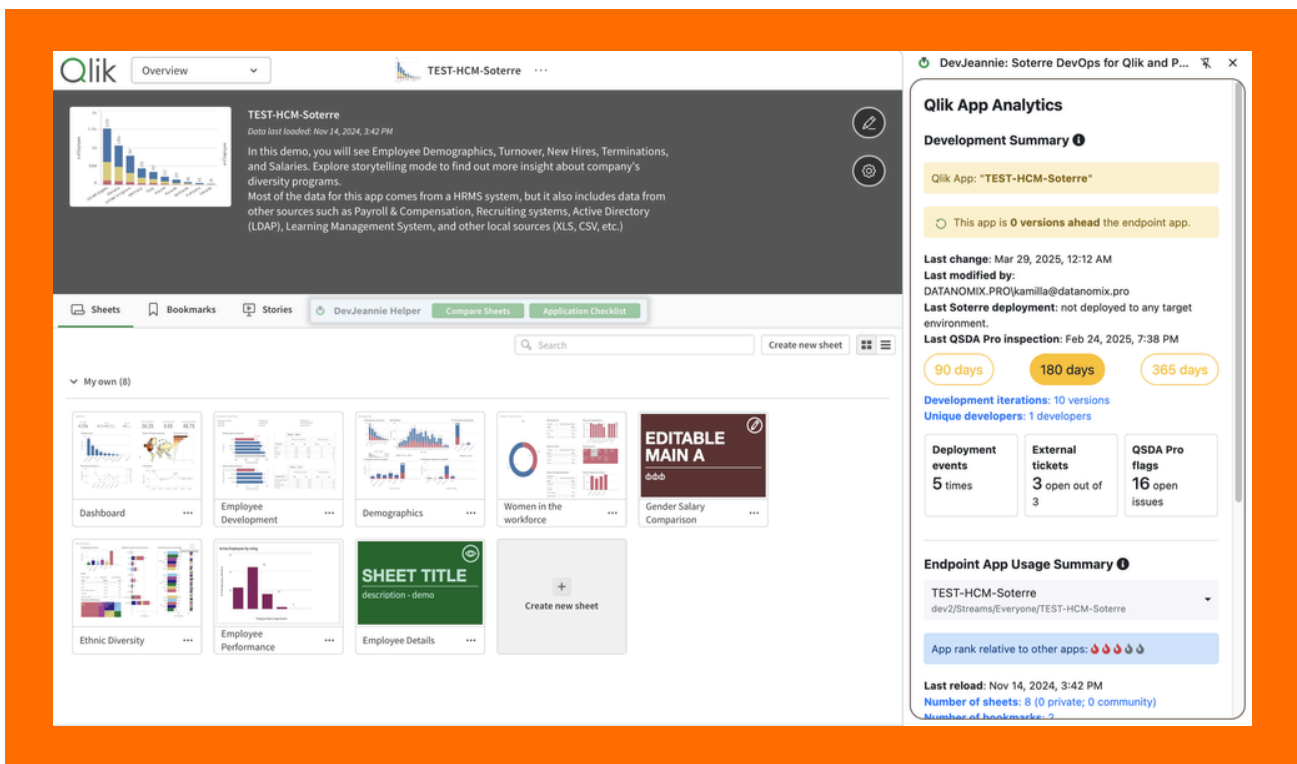 Qlik
Overview
TEST-HCM-Soterre ...
TEST-HCM-Soterre
Data last loaded: Nov 14, 2024, 3:42 PM
In this demo, you will see Employee Demographics, Turnover, New Hires, Terminations,
and Salaries. Explore storytelling mode to find out more insight about company's
diversity programs.
Most of the data for this app comes from a HRMS system, but it also includes data from
other sources such as Payroll & Compensation, Recruiting systems, Active Directory
(LDAP), Learning Management System, and other local sources (XLS, CSV, etc.)
Sheets
Bookmarks
Stories
DevJeannie Helper
Compare Sheets
Application Checklist
Search
Create new sheet
My own (8)
EDITABLE
MAIN A
Dashboard
Employee
Development
Demographics
Women in the
workforce
Gender Salary
Comparison
SHEET TITLE
description - demo
Create new sheet
Ethnic Diversity
Employee
Performance
Employee Details
DevJeannie: Soterre DevOps for Qlik and P...
Qlik App Analytics
Development Summary
Qlik App: "TEST-HCM-Soterre"
This app is 0 versions ahead the endpoint app.
Last change: Mar 29, 2025, 12:12 AM
Last modified by:
DATANOMIX.PRO\kamilla@datanomix.pro
Last Soterre deployment: not deployed to any target
environment.
Last QSDA Pro inspection: Feb 24, 2025, 7:38 PM
90 days
180 days
365 days
Development iterations: 10 versions
Unique developers: 1 developers
Deployment
events
5 times
External
tickets
3 open out of
3
QSDA Pro
flags
16 open
issues
Endpoint App Usage Summary
TEST-HCM-Soterre
dev2/Streams/Everyone/TEST-HCM-Soterre
App rank relative to other apps:
Last reload: Nov 14, 2024, 3:42 PM
Number of sheets: 8 (0 private; 0 community)
Number of bookmarks: 2